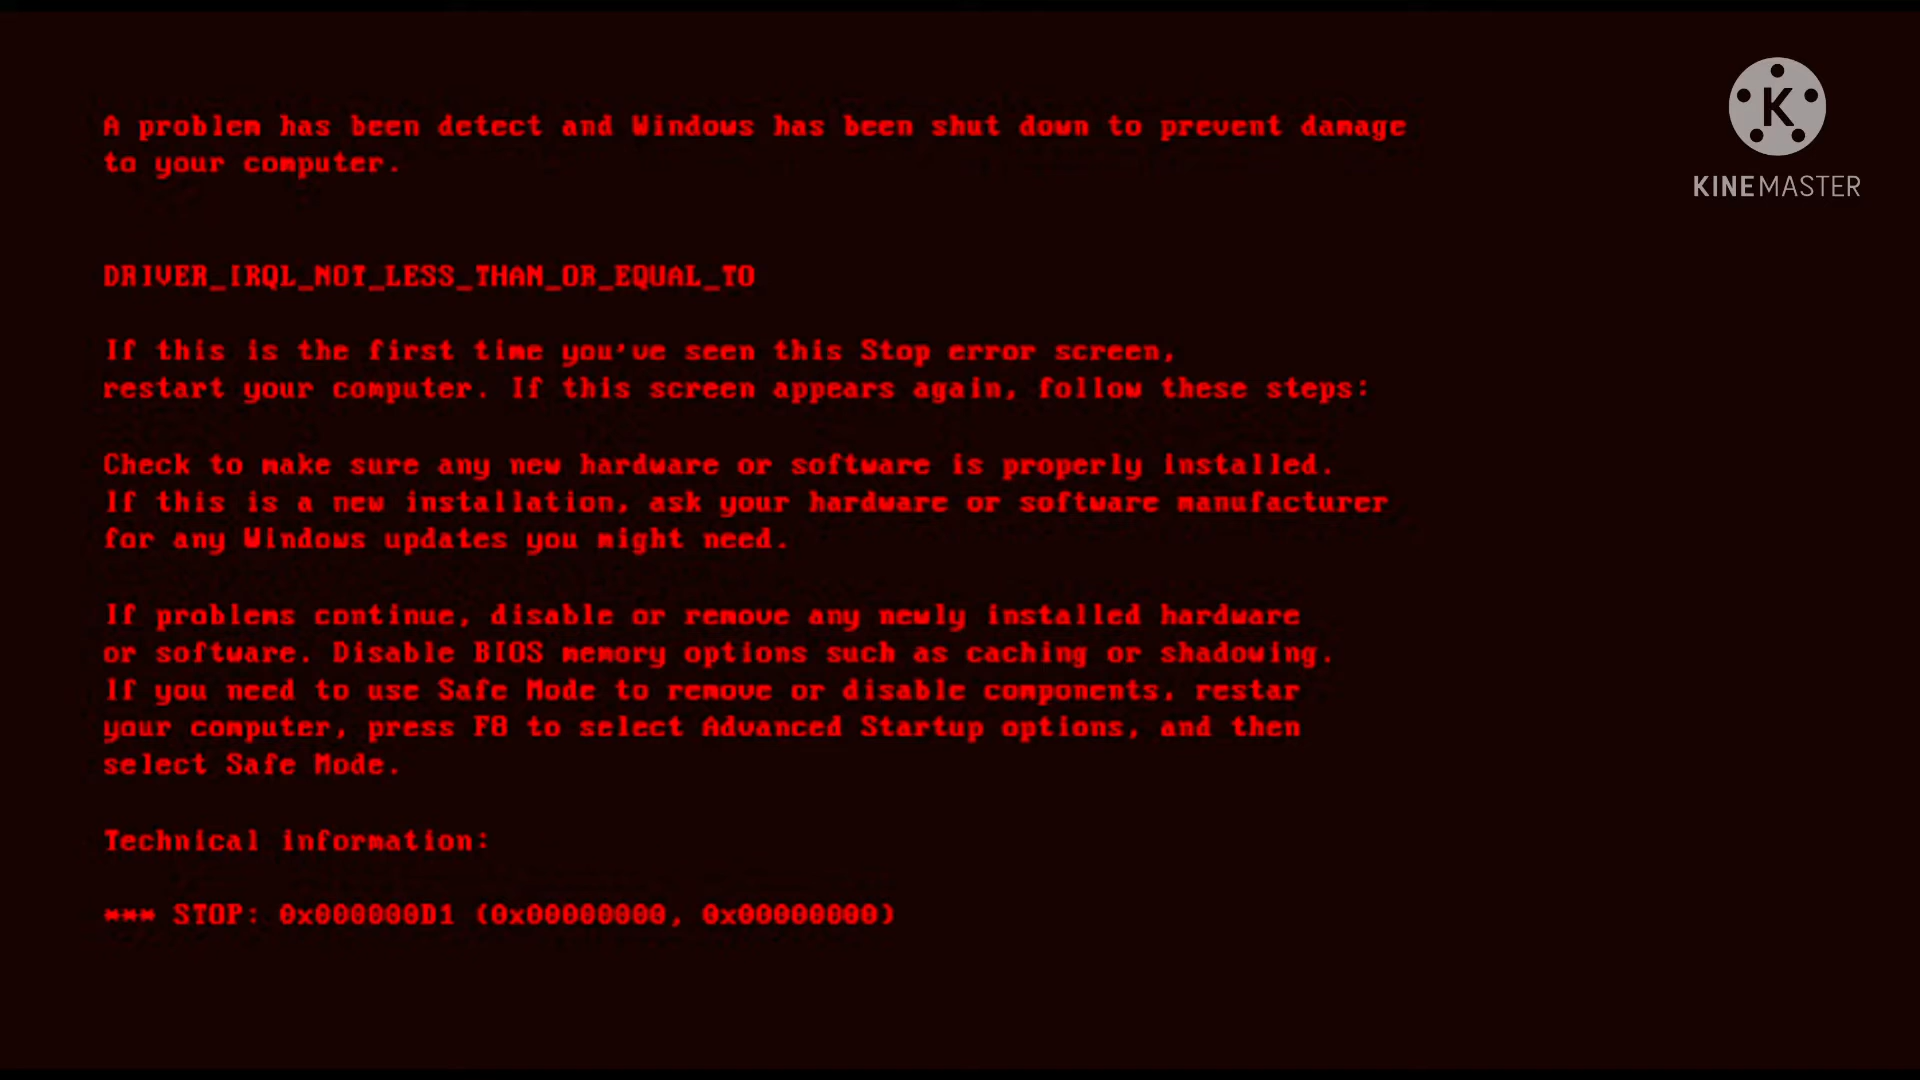 A problem has been detect and Windows has been shut down to prevent damage
to your computer.
DRIVER_IRQL_NOT_LESS_THAN_OR_EQUAL_TO
If this is the first time you've seen this Stop error screen,
restart your computer. If this screen appears again, follow these steps:
Check to make sure any new hardware or software is properly installed.
If this is a new installation, ask your hardware or software manufacturer
for any Windows updates you might need.
If problems continue, disable or remove any newly installed hardware
or software. Disable BIOS memory options such as caching or shadowing.
If you need to use Safe Mode to remove or disable components, restar
your computer, press F8 to select Advanced Startup options, and then
select Safe Mode.
Technical information:
*** STOP: 0x000000D1 (0x00000000, 0x00000000)
K
KINEMASTER